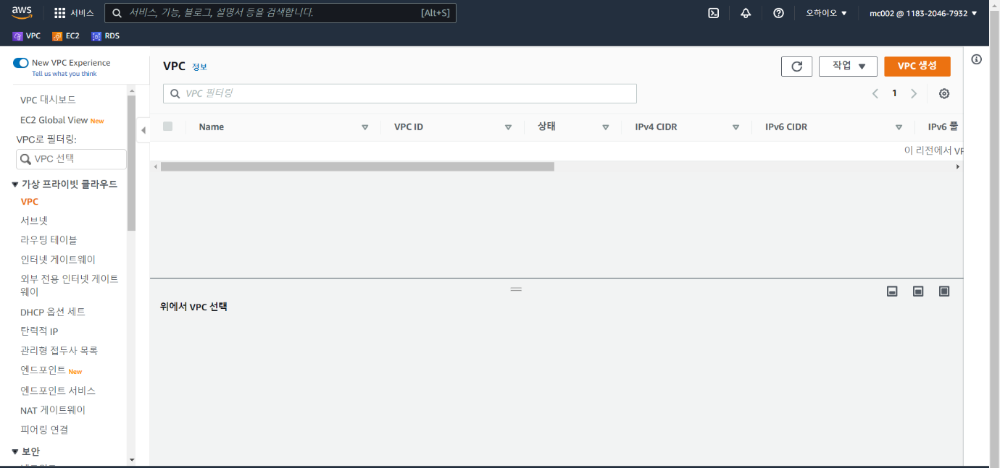 aws
서비스
서비스, 기능, 블로그, 설명서 등을 검색합니다.
[Alt+S]
오하이오 ▼
mc002 @ 1183-2046-7932 ▼
VPC
EC2
RDS
New VPC Experience
Tell us what you think
VPC 대시보드
EC2 Global View New
VPC로 필터링:
VPC 선택
▼ 가상 프라이빗 클라우드
VPC
서브넷
라우팅 테이블
인터넷 게이트웨이
외부 전용 인터넷 게이트
웨이
DHCP 옵션 세트
탄력적 IP
관리형 접두사 목록
엔드포인트 New
엔드포인트 서비스
NAT 게이트웨이
피어링 연결
▼ 보안
VPC 정보
작업 ▼
VPC 생성
VPC 필터링
1
Name
VPC ID
상태
IPv4 CIDR
IPv6 CIDR
IPv6 풀
이 리전에서 VP
위에서 VPC 선택